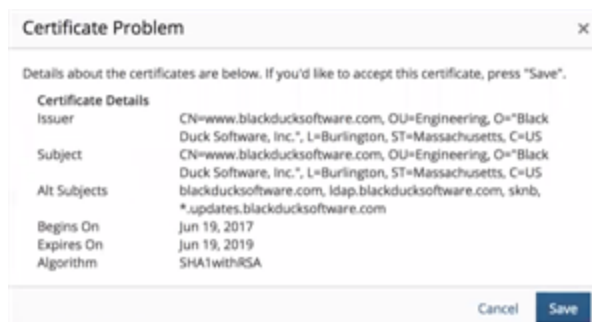 Certificate Problem ×
Details about the certificates are below. If you'd like to accept this certificate, press "Save".
Certificate Details
Issuer CN=www.blackducksoftware.com, OU=Engineering, O="Black
Duck Software, Inc.", L=Burlington, ST=Massachusetts, C=US
Subject CN=www.blackducksoftware.com, OU=Engineering, O="Black
Duck Software, Inc.", L=Burlington, ST=Massachusetts, C=US
Alt Subjects blackducksoftware.com, ldap.blackducksoftware.com, sknb,
*.updates.blackducksoftware.com
Begins On Jun 19, 2017
Expires On Jun 19, 2019
Algorithm SHA1withRSA
Cancel Save